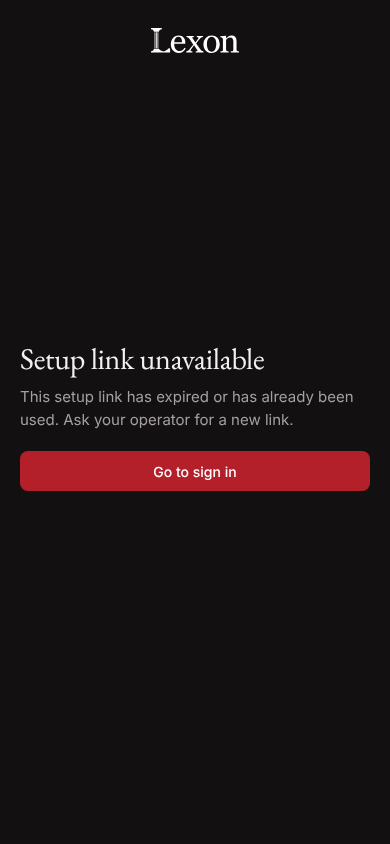 Lexon
Setup link unavailable
This setup link has expired or has already been
used. Ask your operator for a new link.
Go to sign in